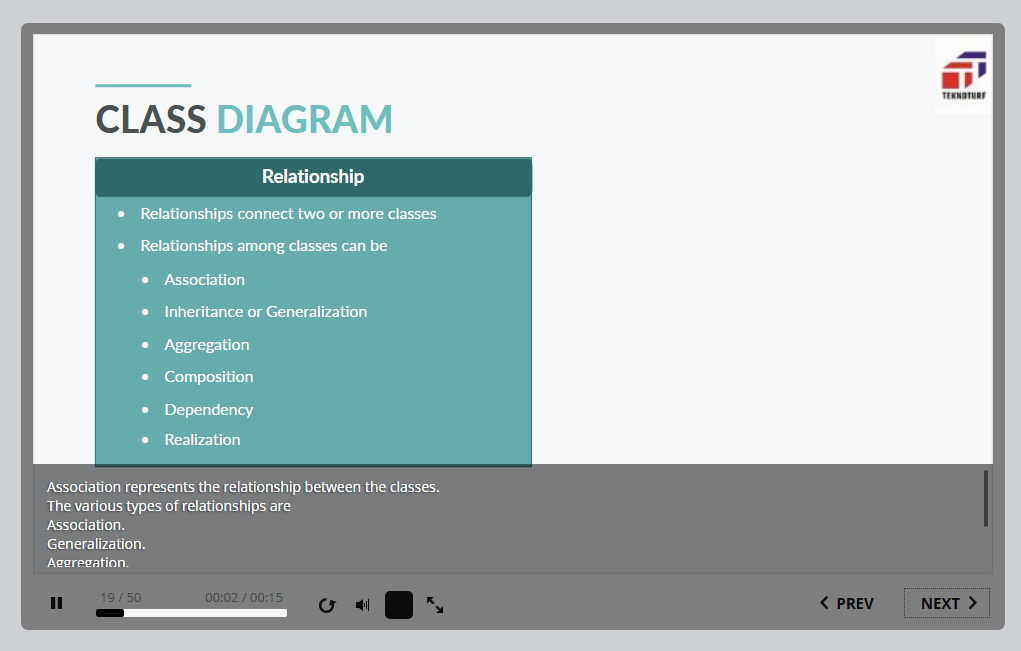 TEKNOTURF
CLASS DIAGRAM
Relationship
• Relationships connect two or more classes
• Relationships among classes can be
• Association
• Inheritance or Generalization
• Aggregation
• Composition
• Dependency
• Realization
Association represents the relationship between the classes.
The various types of relationships are
Association.
Generalization.
Aggregation.
19 / 50
00:02 / 00:15
PREV
NEXT